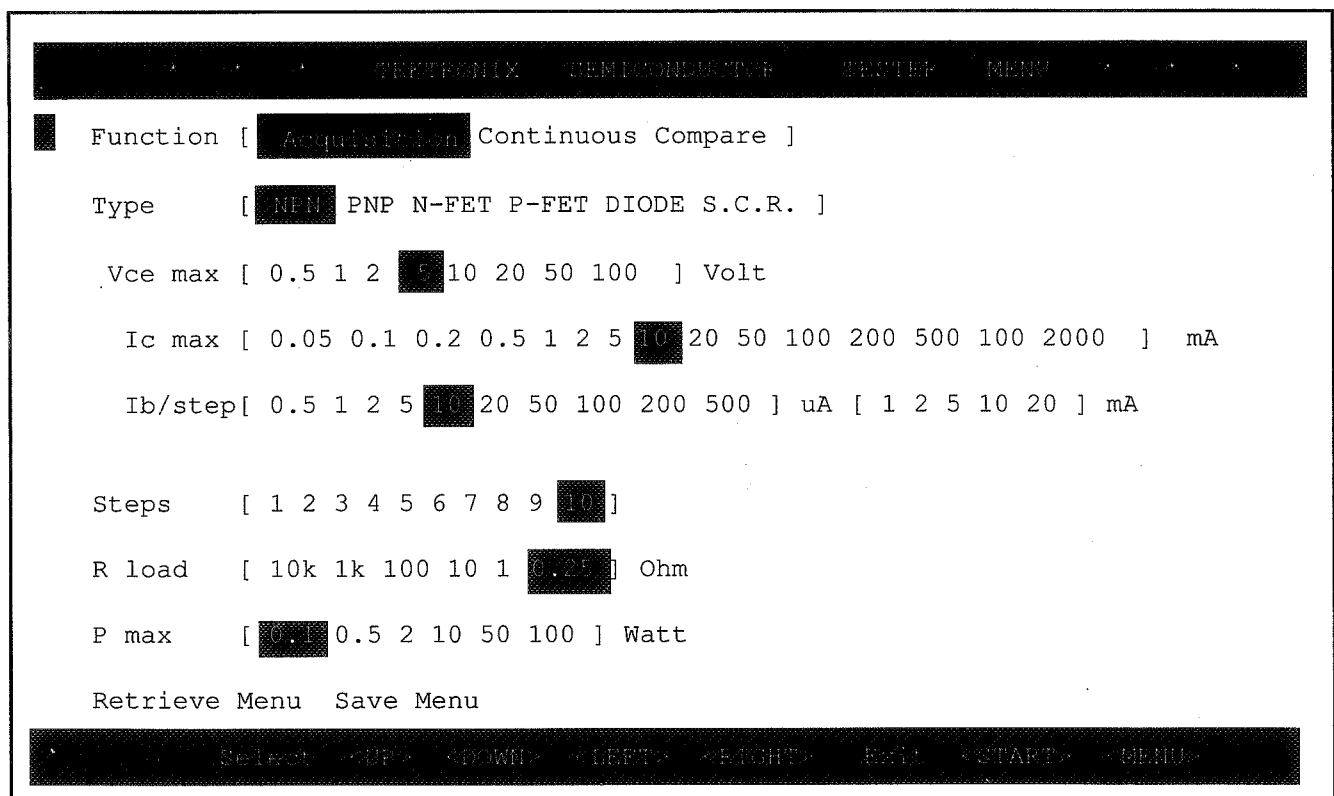 * * * TEKTRONIX SEMICONDUCTOR TESTER MENU * * *
Function [ Acquisition Continuous Compare ]
Type [ NPN PNP N-FET P-FET DIODE S.C.R. ]
Vce max [ 0.5 1 2 5 10 20 50 100 ] Volt
Ic max [ 0.05 0.1 0.2 0.5 1 2 5 10 20 50 100 200 500 100 2000 ] mA
Ib/step[ 0.5 1 2 5 10 20 50 100 200 500 ] uA [ 1 2 5 10 20 ] mA
Steps [ 1 2 3 4 5 6 7 8 9 10 ]
R load [ 10k 1k 100 10 1 0.25 ] Ohm
P max [ 0.1 0.5 2 10 50 100 ] Watt
Retrieve Menu Save Menu
Select <UP> <DOWN> <LEFT> <RIGHT> Exit <START> <MENU>